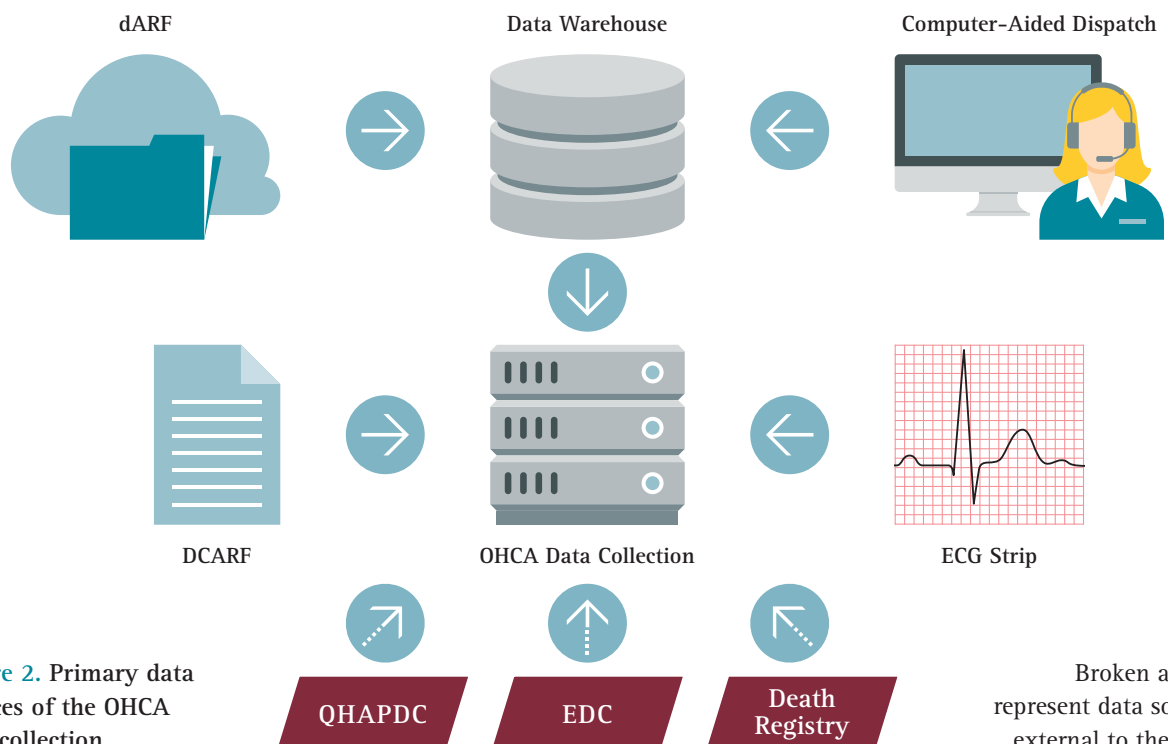 dARF
Data Warehouse
Computer-Aided Dispatch
DCARF
OHCA Data Collection
ECG Strip
2. Primary data
of the OHCA
QHAPDC
EDC
Death
Registry
Broken
represent data
external to the